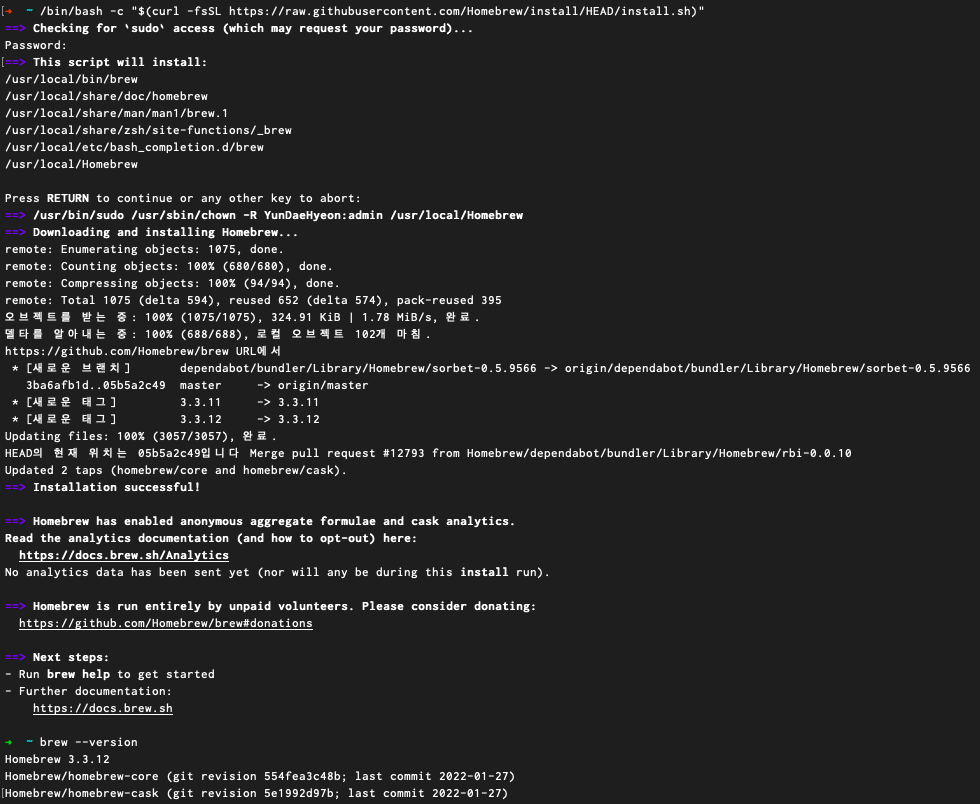 ➜  ~ /bin/bash -c "$(curl -fsSL https://raw.githubusercontent.com/Homebrew/install/HEAD/install.sh)"
==> Checking for `sudo` access (which may request your password)...
Password:
==> This script will install:
/usr/local/bin/brew
/usr/local/share/doc/homebrew
/usr/local/share/man/man1/brew.1
/usr/local/share/zsh/site-functions/_brew
/usr/local/etc/bash_completion.d/brew
/usr/local/Homebrew

Press RETURN to continue or any other key to abort:
==> /usr/bin/sudo /usr/sbin/chown -R YunDaeHyeon:admin /usr/local/Homebrew
==> Downloading and installing Homebrew...
remote: Enumerating objects: 1075, done.
remote: Counting objects: 100% (680/680), done.
remote: Compressing objects: 100% (94/94), done.
remote: Total 1075 (delta 594), reused 652 (delta 574), pack-reused 395
오브젝트를 받는 중: 100% (1075/1075), 324.91 KiB | 1.78 MiB/s, 완료.
델타를 알아내는 중: 100% (688/688), 로컬 오브젝트 102개 마침.
https://github.com/Homebrew/brew URL에서
 * [새로운 브랜치]       dependabot/bundler/Library/Homebrew/sorbet-0.5.9566 -> origin/dependabot/bundler/Library/Homebrew/sorbet-0.5.9566
   3ba6afb1d..05b5a2c49  master     -> origin/master
 * [새로운 태그]         3.3.11     -> 3.3.11
 * [새로운 태그]         3.3.12     -> 3.3.12
Updating files: 100% (3057/3057), 완료.
HEAD의 현재 위치는 05b5a2c49입니다 Merge pull request #12793 from Homebrew/dependabot/bundler/Library/Homebrew/rbi-0.0.10
Updated 2 taps (homebrew/core and homebrew/cask).
==> Installation successful!

==> Homebrew has enabled anonymous aggregate formulae and cask analytics.
Read the analytics documentation (and how to opt-out) here:
  https://docs.brew.sh/Analytics
No analytics data has been sent yet (nor will any be during this install run).

==> Homebrew is run entirely by unpaid volunteers. Please consider donating:
  https://github.com/Homebrew/brew#donations

==> Next steps:
- Run brew help to get started
- Further documentation:
    https://docs.brew.sh

➜  ~ brew --version
Homebrew 3.3.12
Homebrew/homebrew-core (git revision 554fea3c48b; last commit 2022-01-27)
Homebrew/homebrew-cask (git revision 5e1992d97b; last commit 2022-01-27)